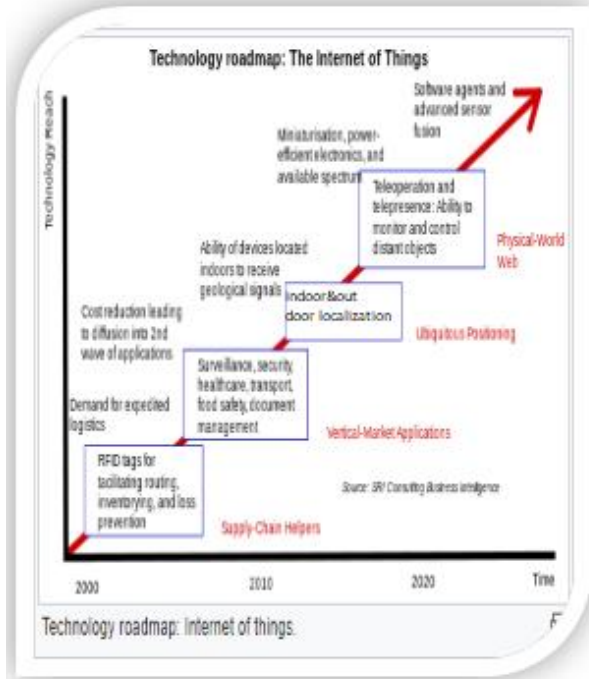 Technology roadmap: The Internet of Things
Technology Reach
Software agents and
advanced sensor
fusion
Miniaturisation, power-
efficient electronics, and
available spectrum
Teleoperation and
telepresence: Ability to
monitor and control
distant objects
Physical-World
Web
Ability of devices located
indoors to receive
geological signals
indoor&out
door localization
Ubiquitous Positioning
Cost reduction leading
to diffusion into 2nd
wave of applications
Surveillance, security,
healthcare, transport,
food safety, document
management
Vertical-Market Applications
Demand for expedited
logistics
RFID tags for
facilitating routing,
inventorying, and loss
prevention
Supply-Chain Helpers
Source: SRI Consulting Business Intelligence
2000
2010
2020
Time
Technology roadmap: Internet of things.